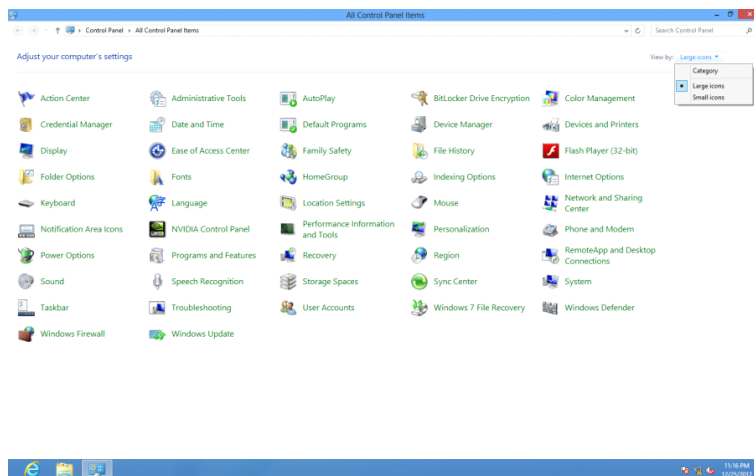 All Control Panel Items
Control Panel All Control Panel Items
Search Control Panel
Adjust your computer's settings
View by: Large icons
Category
Large icons
Small icons
Action Center Administrative Tools AutoPlay BitLocker Drive Encryption Color Management
Credential Manager Date and Time Default Programs Device Manager Devices and Printers
Display Ease of Access Center Family Safety File History Flash Player (32-bit)
Folder Options Fonts HomeGroup Indexing Options Internet Options
Keyboard Language Location Settings Mouse Network and Sharing
Center
Notification Area Icons NVIDIA Control Panel Performance Information
and Tools Personalization Phone and Modem
Power Options Programs and Features Recovery Region RemoteApp and Desktop
Connections
Sound Speech Recognition Storage Spaces Sync Center System
Taskbar Troubleshooting User Accounts Windows 7 File Recovery Windows Defender
Windows Firewall Windows Update
11:16 PM
12/25/2012